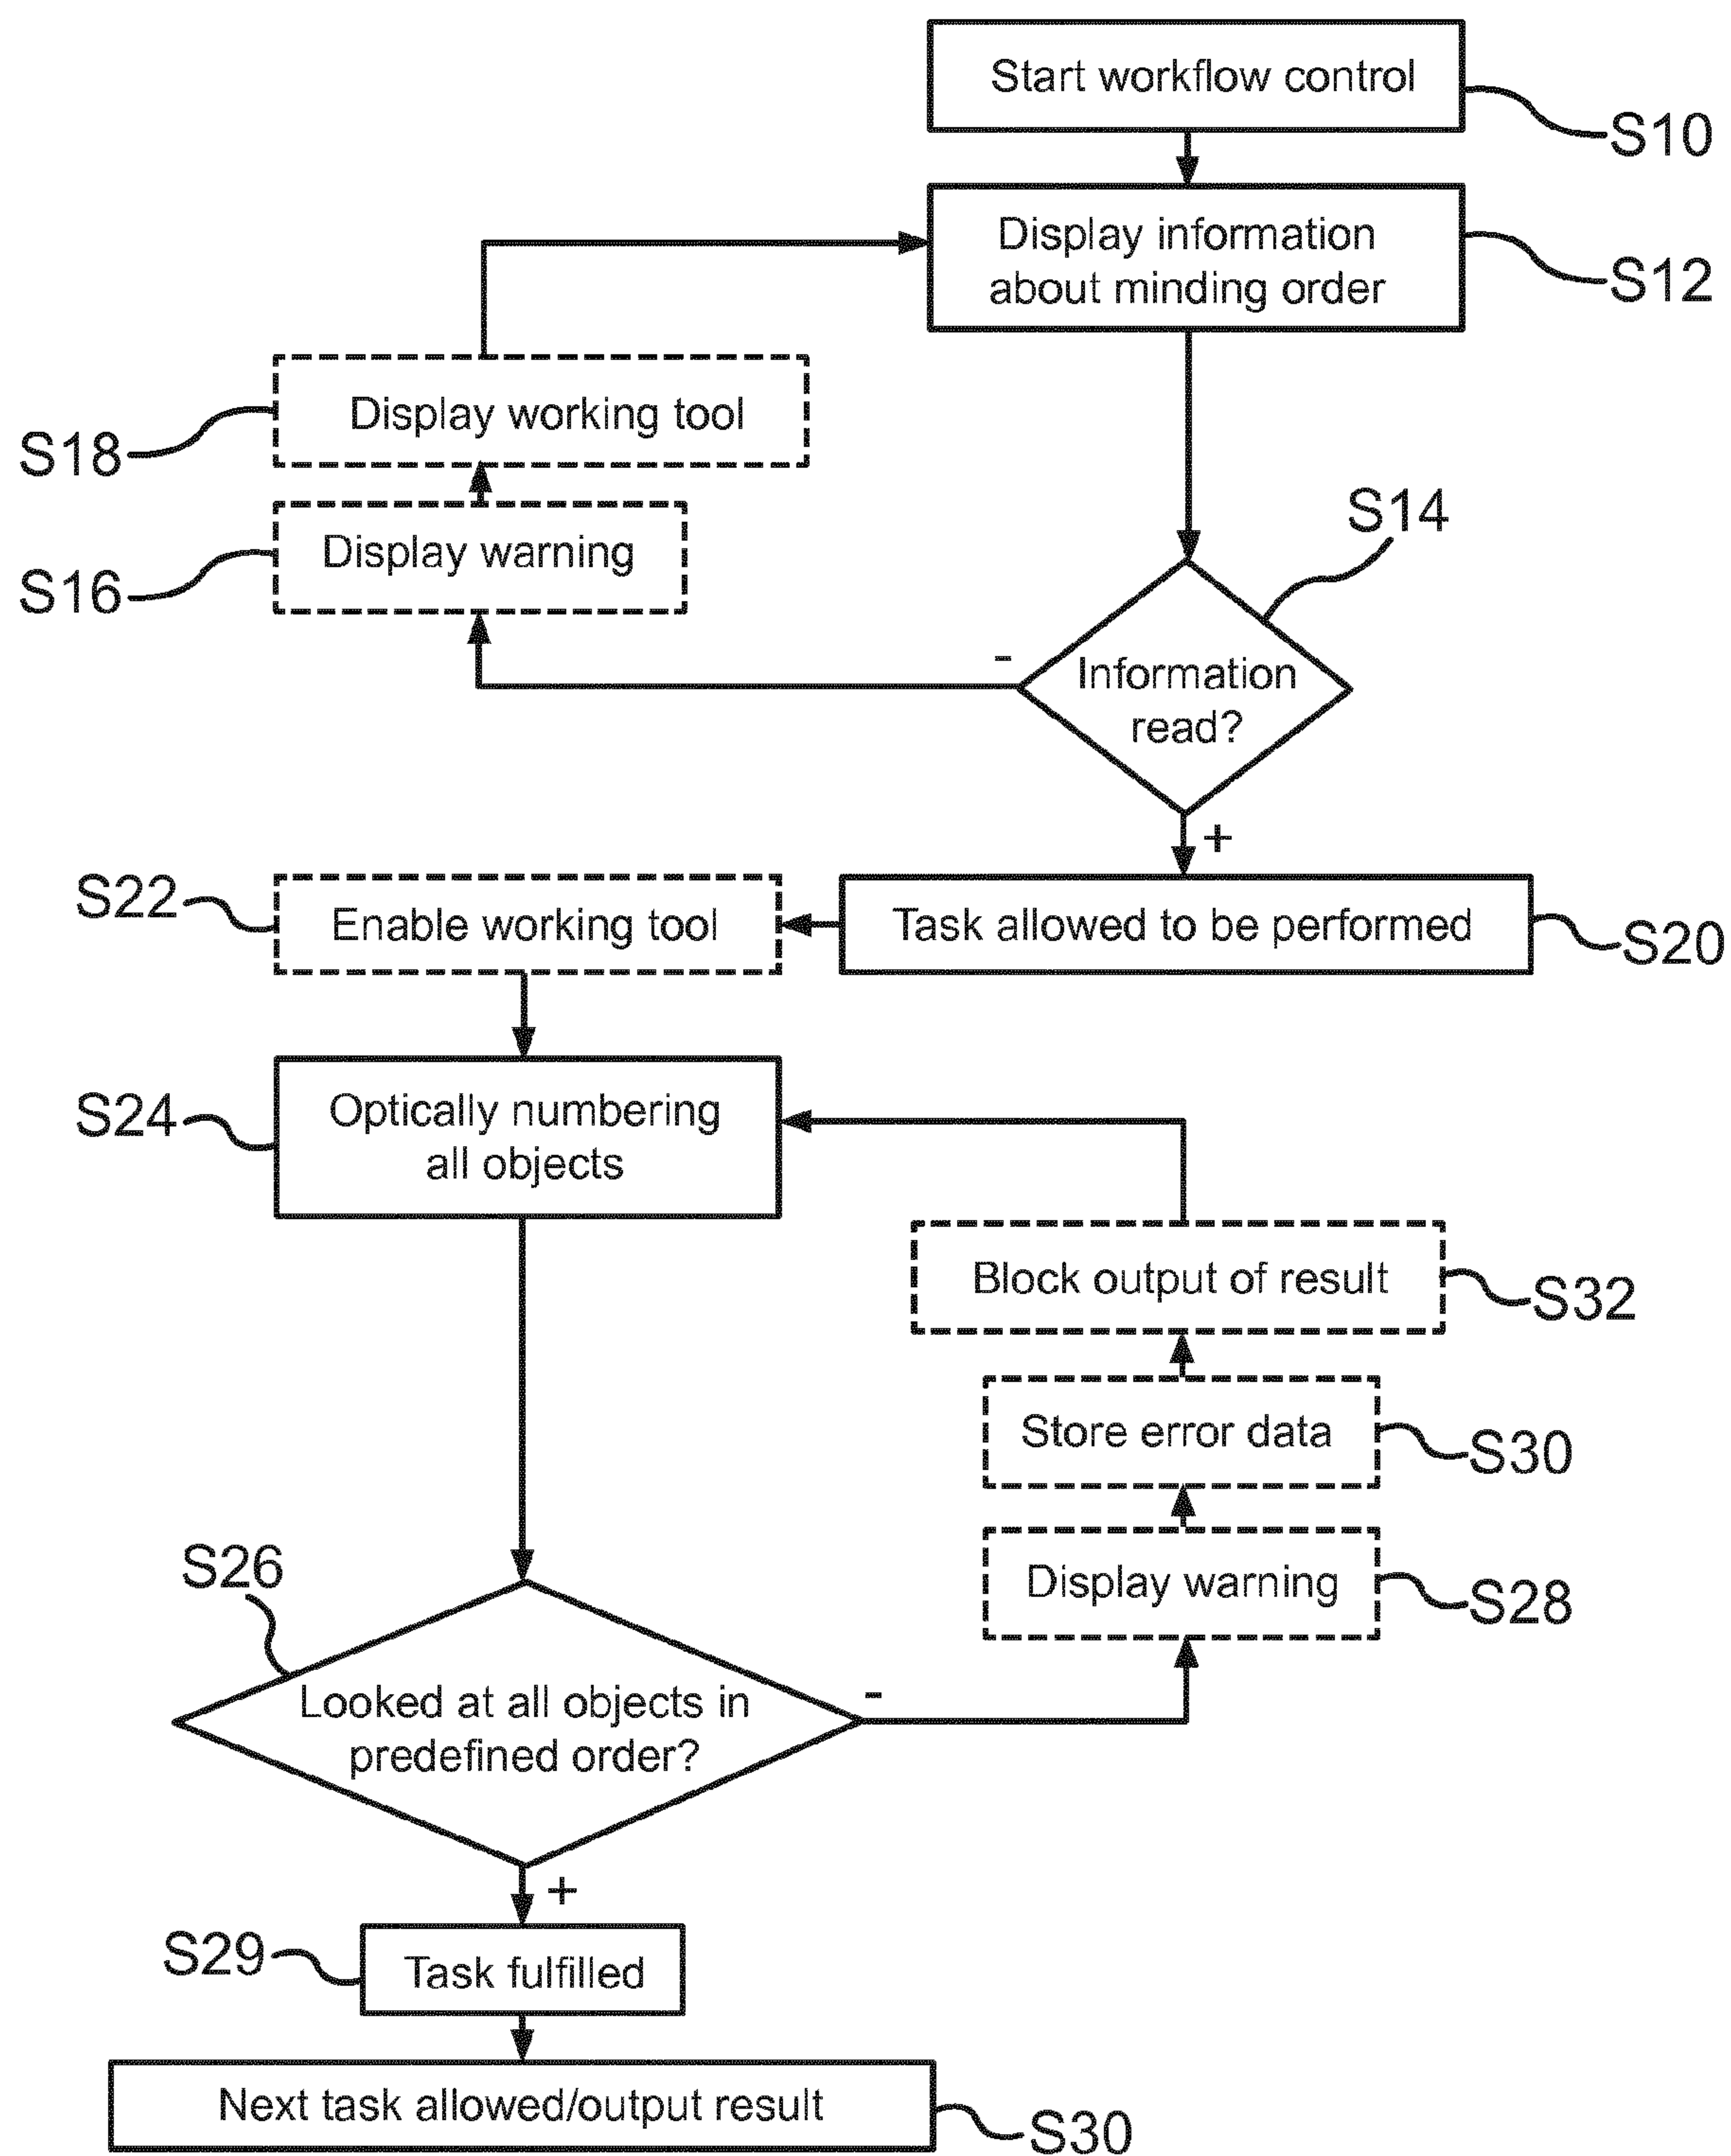 Start workflow control
S10
Display information
about minding order
S12
Display working tool
S18
Display warning
S16
S14
-
Information
read?
+
S22
Enable working tool
Task allowed to be performed
S20
S24
Optically numbering
all objects
Block output of result
S32
Store error data
S30
Display warning
S28
S26
Looked at all objects in
predefined order?
-
+
S29
Task fulfilled
Next task allowed/output result
S30